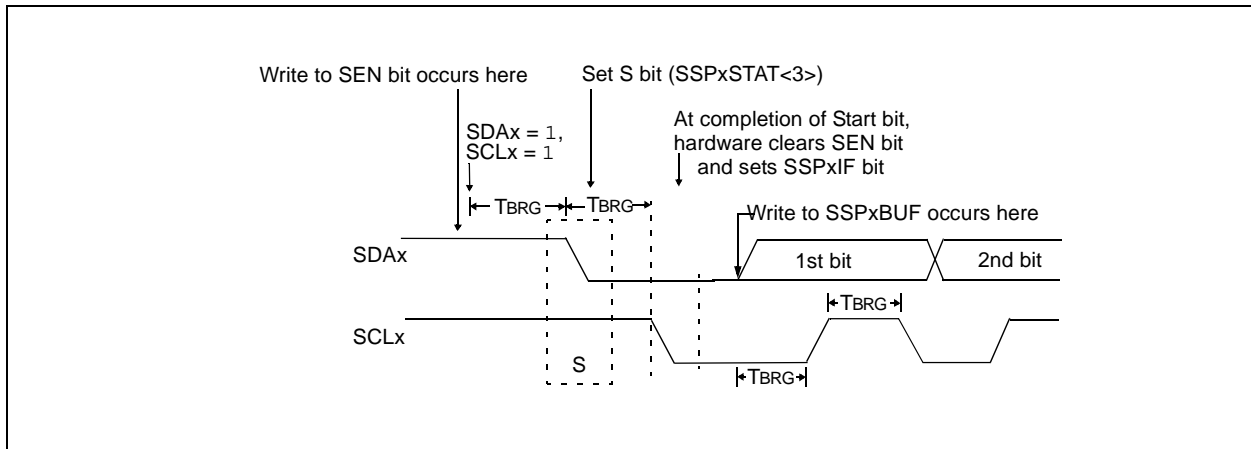 Write to SEN bit occurs here
Set S bit (SSPxSTAT<3>)
At completion of Start bit,
hardware clears SEN bit
and sets SSPxIF bit
SDAx = 1,
SCLx = 1
TBRG
TBRG
Write to SSPxBUF occurs here
SDAx
1st bit
2nd bit
TBRG
SCLx
S
TBRG